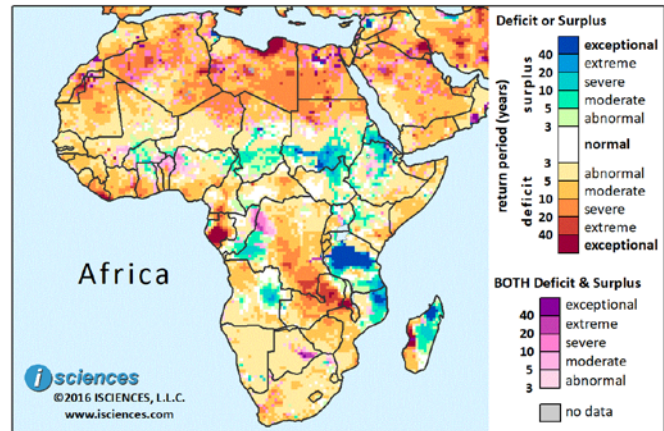 Deficit or Surplus
return period (years)
surplus
deficit
exceptional
40
extreme
20
severe
10
moderate
5
abnormal
3
normal
3
abnormal
5
moderate
10
severe
20
extreme
40
exceptional
BOTH Deficit & Surplus
exceptional
40
extreme
20
severe
10
moderate
5
abnormal
3
no data
Africa
i sciences
©2016 ISCIENCES, L.L.C.
www.isciences.com